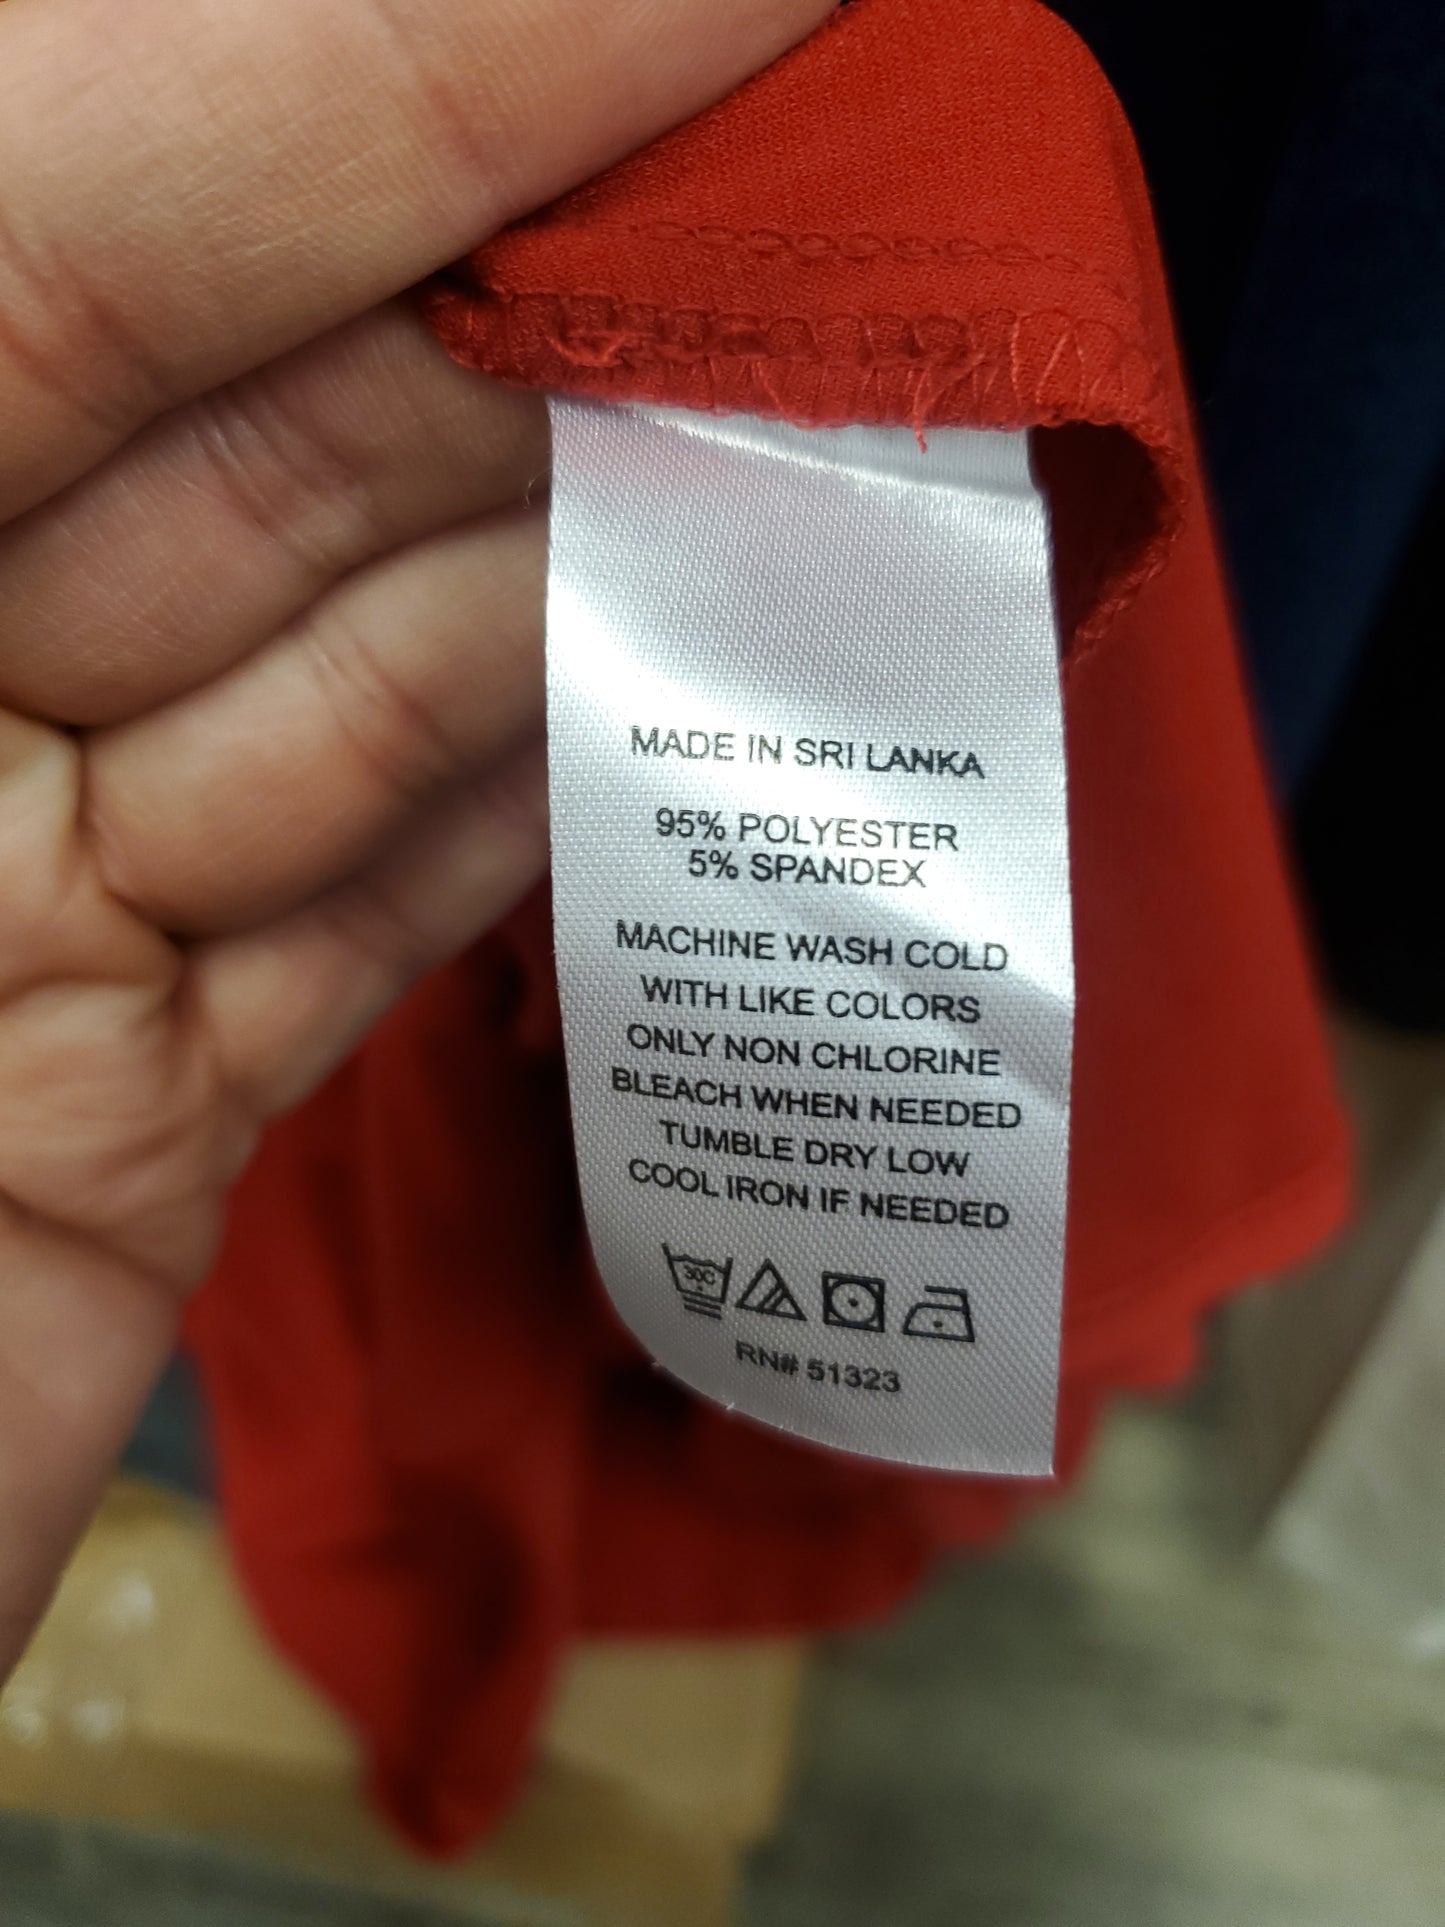 MADE IN SRI LANKA
95% POLYESTER
5% SPANDEX
MACHINE WASH COLD
WITH LIKE COLORS
ONLY NON CHLORINE
BLEACH WHEN NEEDED
TUMBLE DRY LOW
COOL IRON IF NEEDED
30C
RN# 51323